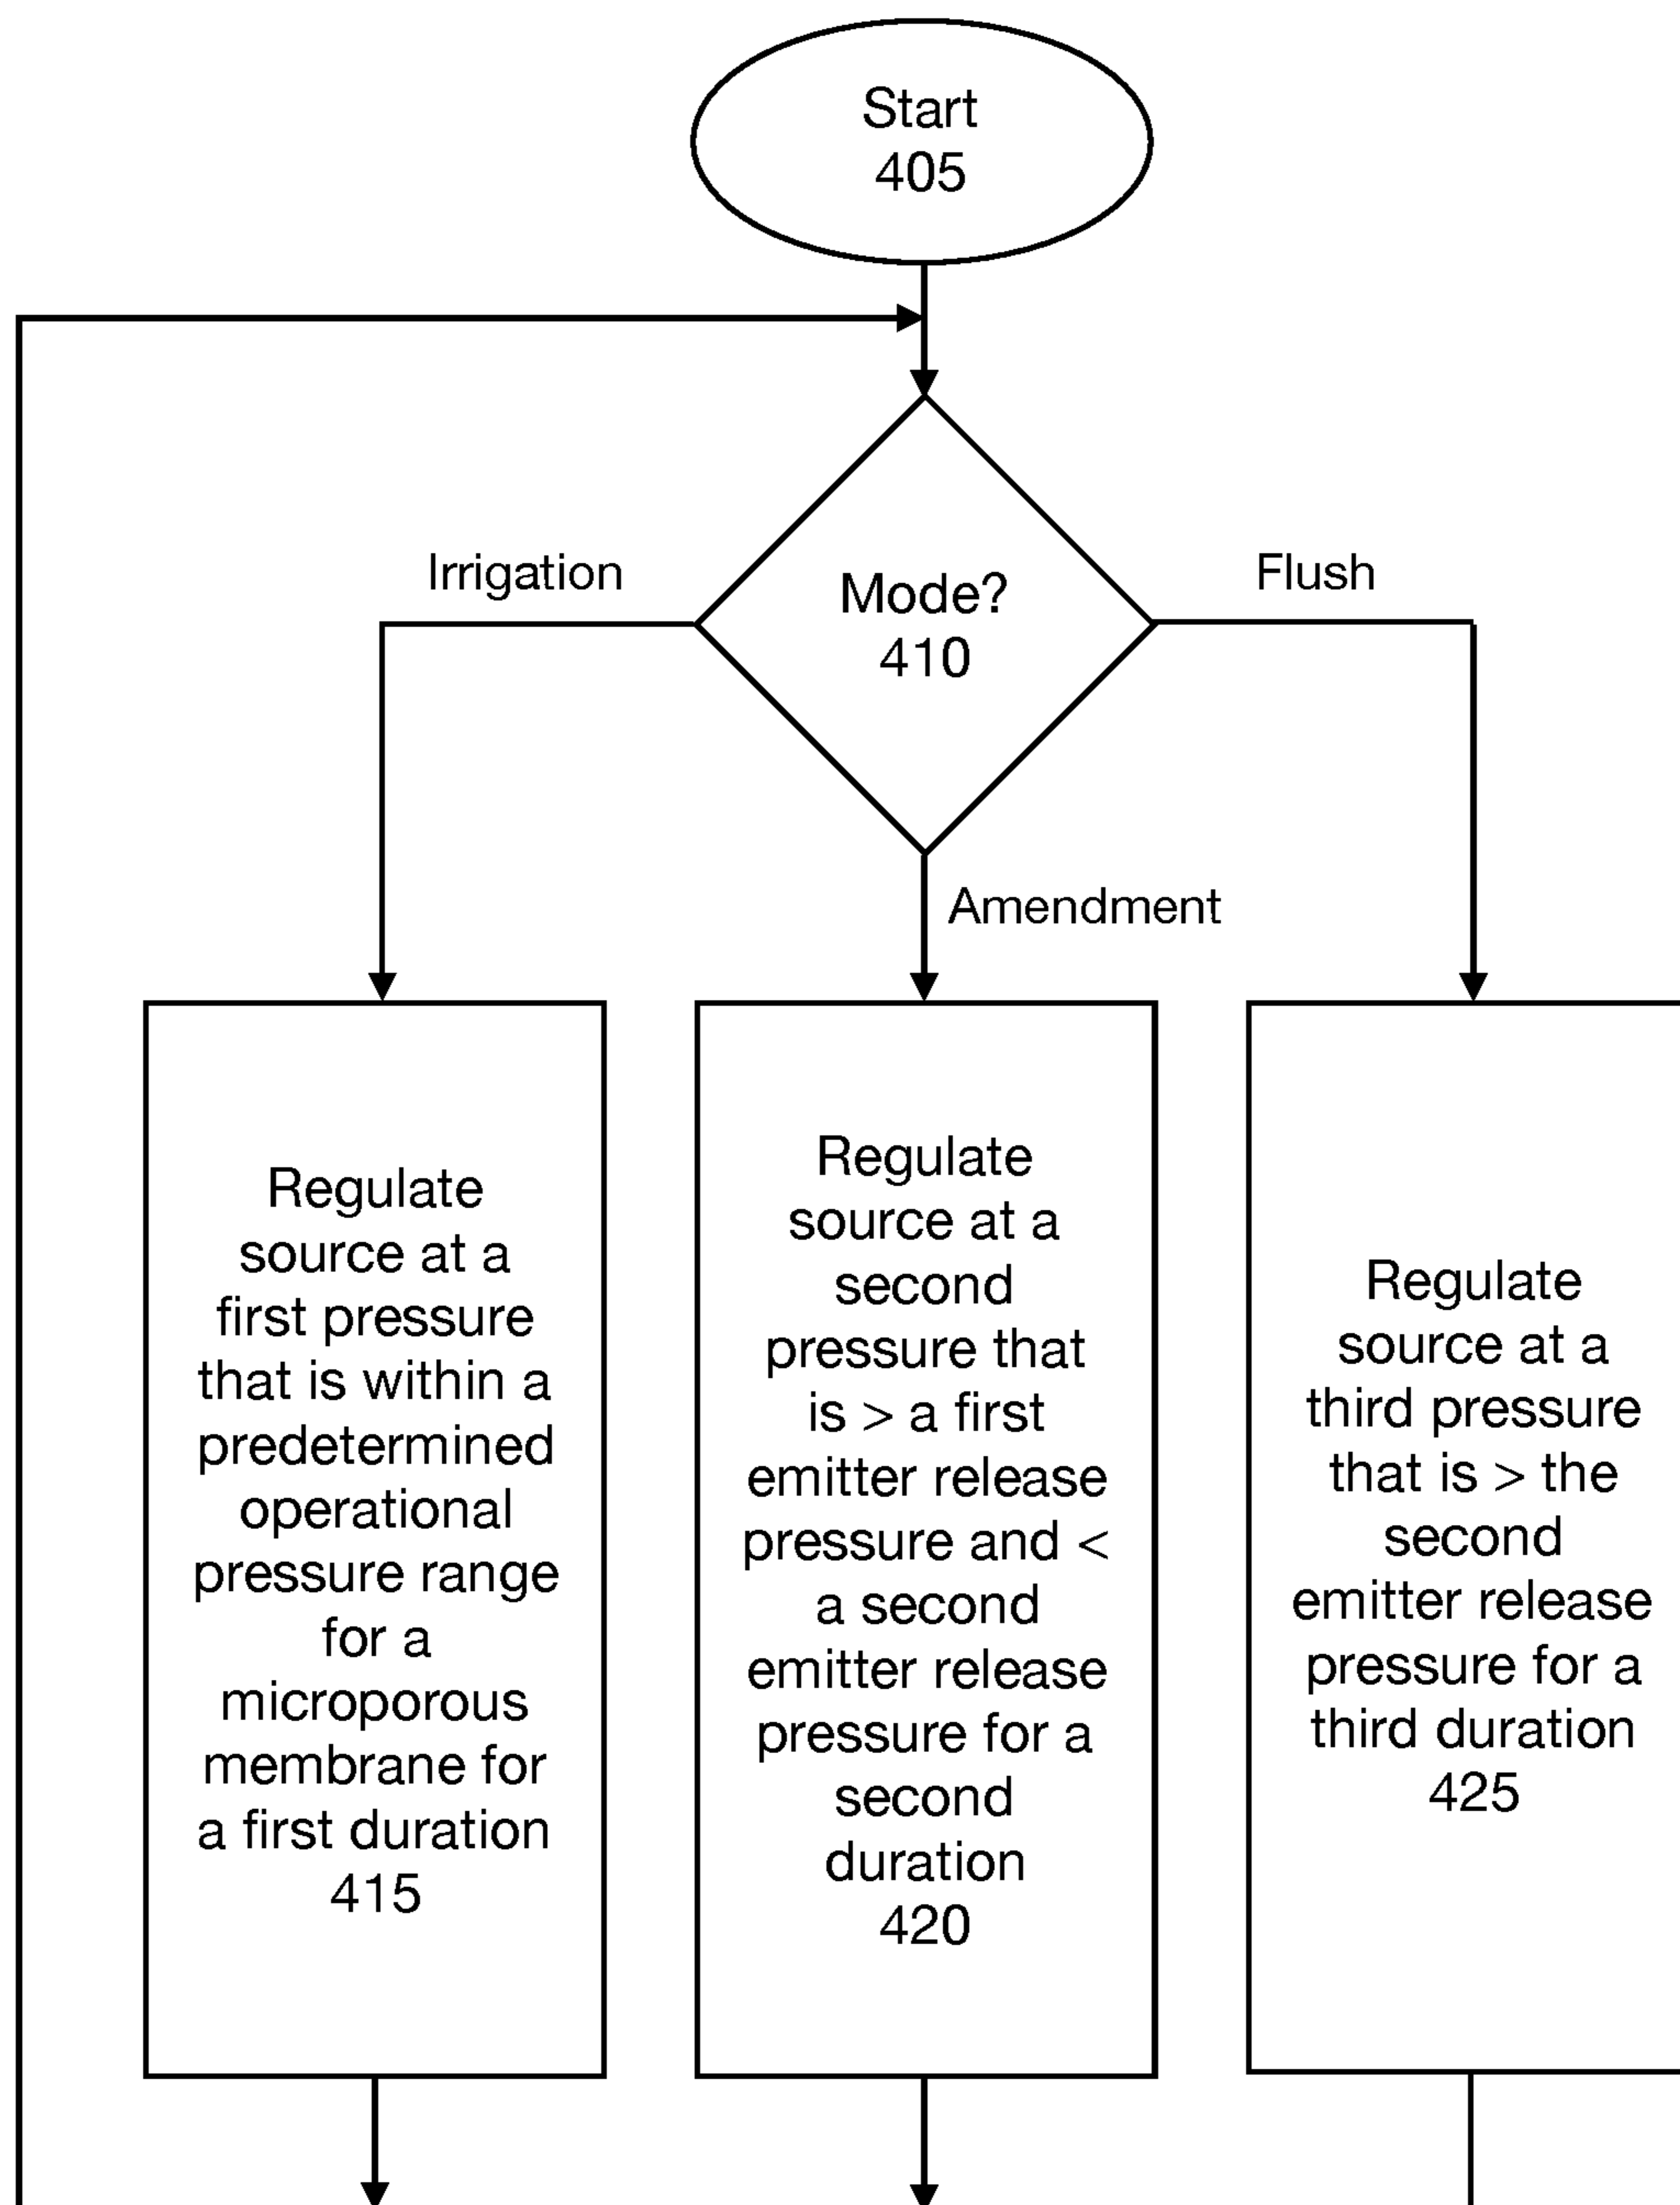 Start
405
Irrigation
Flush
Mode?
410
Amendment
Regulate
source at a
first pressure
that is within a
predetermined
operational
pressure range
for a
microporous
membrane for
a first duration
415
Regulate
source at a
second
pressure that
is > a first
emitter release
pressure and <
a second
emitter release
pressure for a
second
duration
420
Regulate
source at a
third pressure
that is > the
second
emitter release
pressure for a
third duration
425